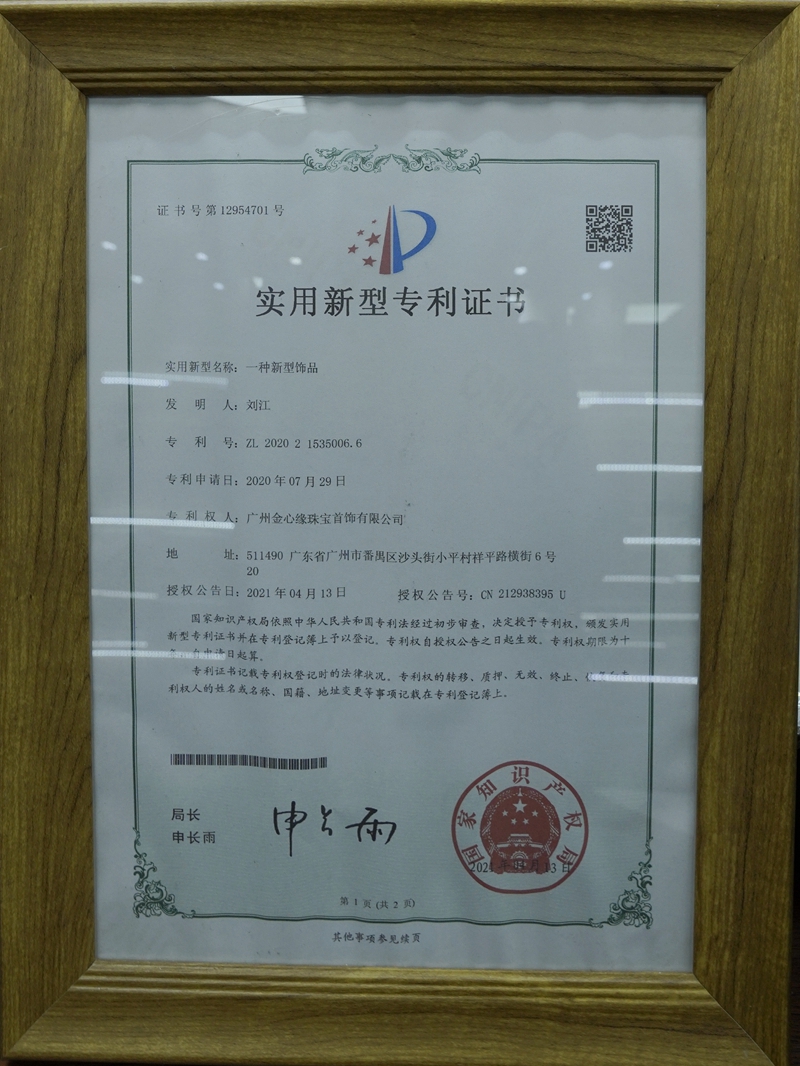 证书号第12954701号
实用新型专利证书
实用新型名称：一种新型饰品
发明人：刘江
专利号：ZL 2020 2 1535006.6
专利申请日：2020年07月29日
专利权人：广州金心缘珠宝首饰有限公司
地址：511490 广东省广州市番禺区沙头街小平村祥平路横街6号
20
授权公告日：2021年04月13日 授权公告号：CN 212938395 U
国家知识产权局依照中华人民共和国专利法经过初步审查，决定授予专利权，颁发实用
新型专利证书并在专利登记簿上予以登记。专利权自授权公告之日起生效。专利权期限为十
年，自申请日起算。
专利证书记载专利权登记时的法律状况。专利权的转移、质押、无效、终止、
利权人的姓名或名称、国籍、地址变更等事项记载在专利登记簿上。
局长
申长雨
申长雨
国家知识产权局
2021年04月13日
第1页(共2页)
其他事项参见续页